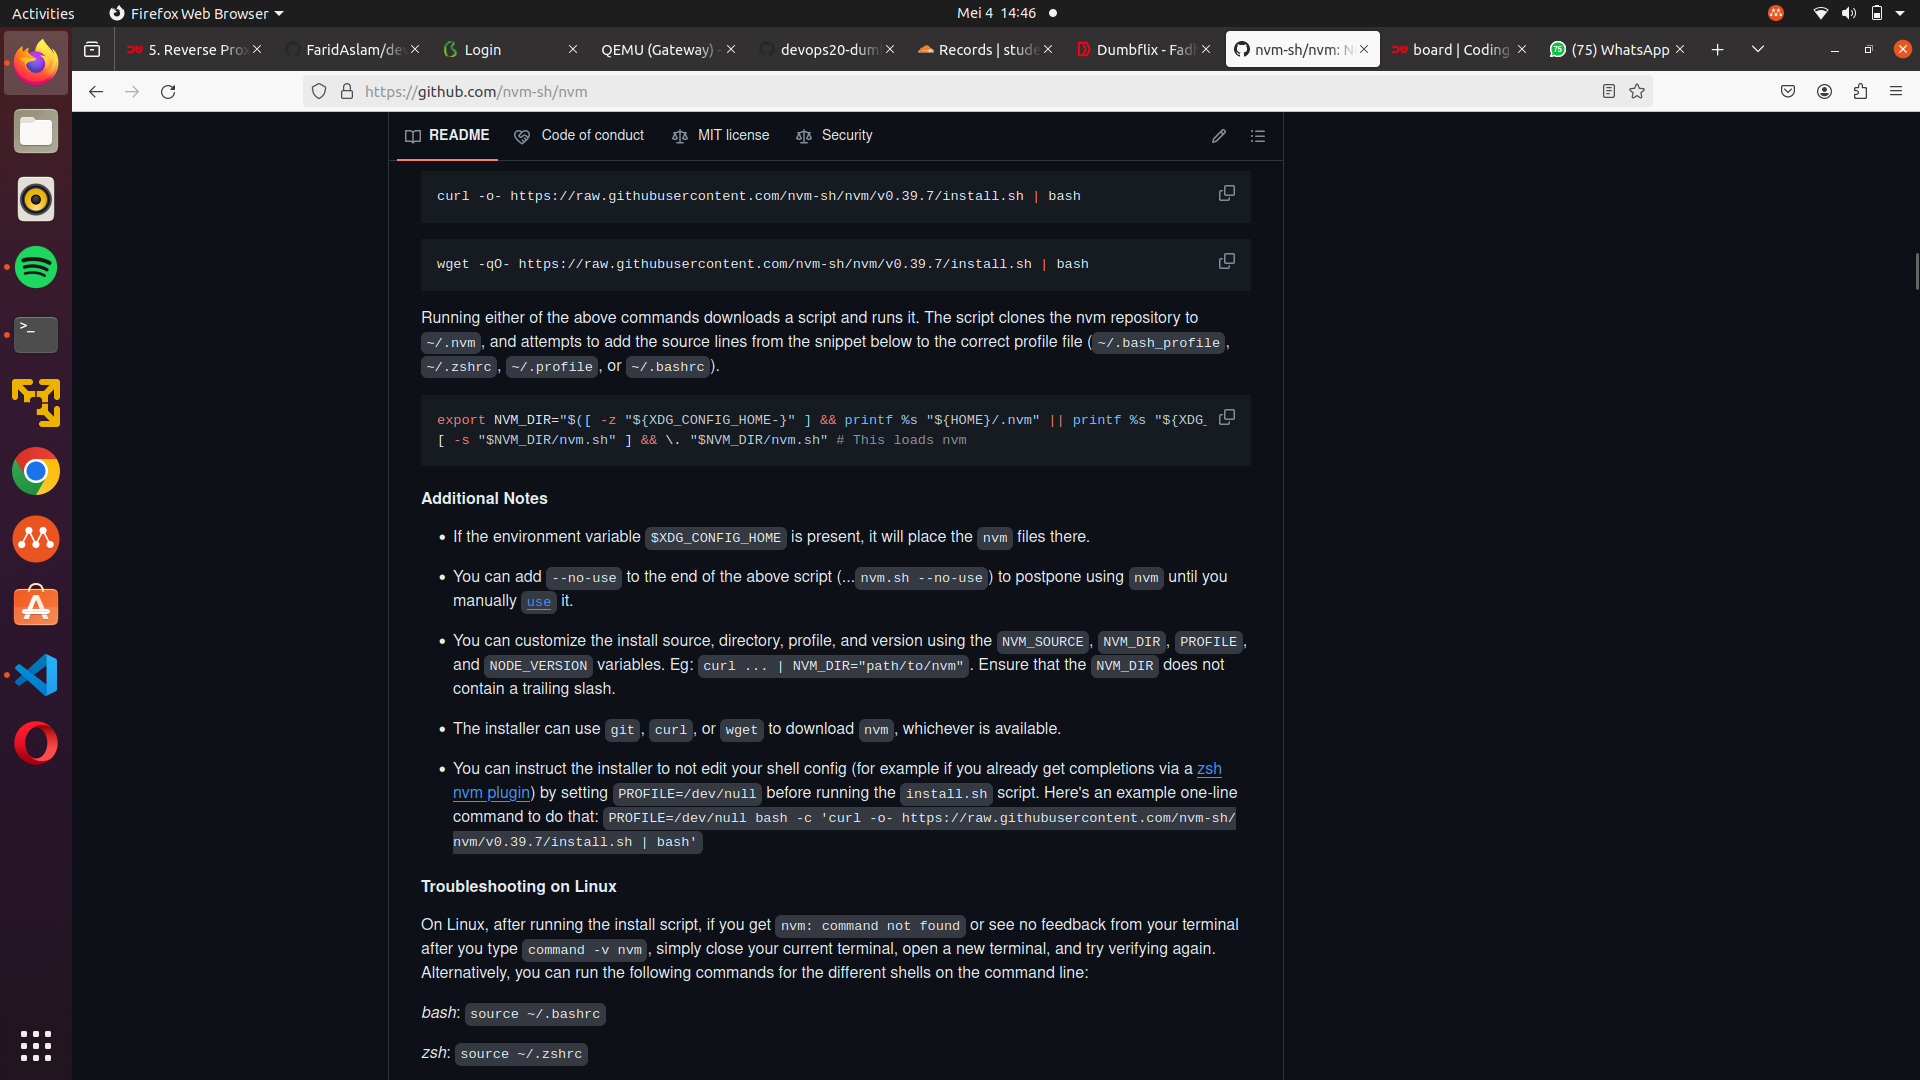 Activities
Firefox Web Browser
Mei 4 14:46
5. Reverse Prox
FaridAslam/dev
Login
QEMU (Gateway) -
devops20-dumb
Records | stude
Dumbflix - Fadh
nvm-sh/nvm: N
board | Coding
(75) WhatsApp
https://github.com/nvm-sh/nvm
README
Code of conduct
MIT license
Security
curl -o- https://raw.githubusercontent.com/nvm-sh/nvm/v0.39.7/install.sh | bash
wget -qO- https://raw.githubusercontent.com/nvm-sh/nvm/v0.39.7/install.sh | bash
Running either of the above commands downloads a script and runs it. The script clones the nvm repository to
~/.nvm, and attempts to add the source lines from the snippet below to the correct profile file (~/.bash_profile,
~/.zshrc, ~/.profile, or ~/.bashrc).
export NVM_DIR="$([ -z "${XDG_CONFIG_HOME-}" ] && printf %s "${HOME}/.nvm" || printf %s "${XDG_
[ -s "$NVM_DIR/nvm.sh" ] && \. "$NVM_DIR/nvm.sh" # This loads nvm
Additional Notes
• If the environment variable $XDG_CONFIG_HOME is present, it will place the nvm files there.
• You can add --no-use to the end of the above script (...nvm.sh --no-use) to postpone using nvm until you
manually use it.
• You can customize the install source, directory, profile, and version using the NVM_SOURCE, NVM_DIR, PROFILE,
and NODE_VERSION variables. Eg: curl ... | NVM_DIR="path/to/nvm". Ensure that the NVM_DIR does not
contain a trailing slash.
• The installer can use git, curl, or wget to download nvm, whichever is available.
• You can instruct the installer to not edit your shell config (for example if you already get completions via a zsh
nvm plugin) by setting PROFILE=/dev/null before running the install.sh script. Here's an example one-line
command to do that: PROFILE=/dev/null bash -c 'curl -o- https://raw.githubusercontent.com/nvm-sh/
nvm/v0.39.7/install.sh | bash'
Troubleshooting on Linux
On Linux, after running the install script, if you get nvm: command not found or see no feedback from your terminal
after you type command -v nvm, simply close your current terminal, open a new terminal, and try verifying again.
Alternatively, you can run the following commands for the different shells on the command line:
bash: source ~/.bashrc
zsh: source ~/.zshrc